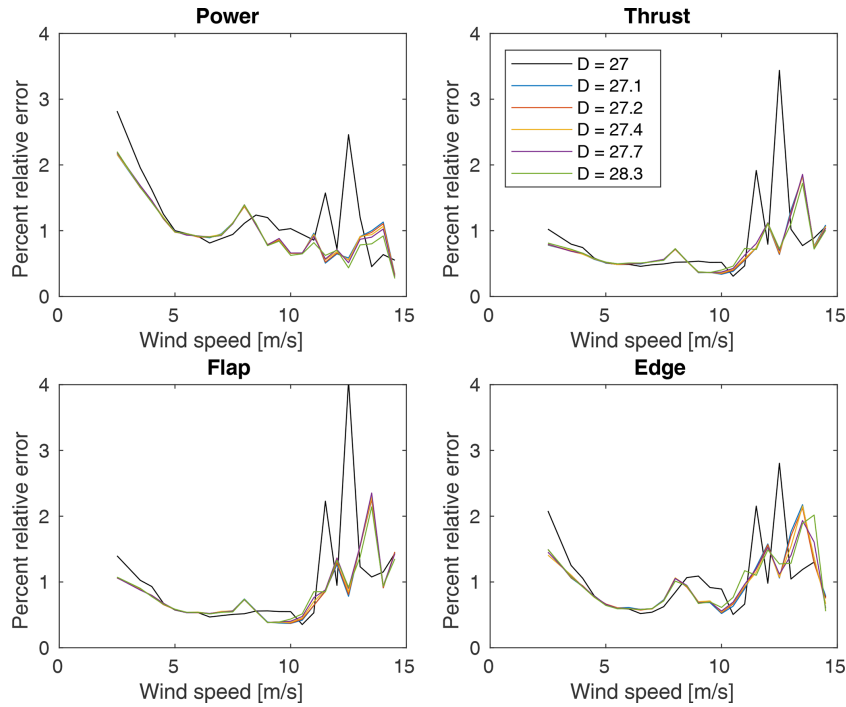 Power
Percent relative error
4
3
2
1
0
0 5 10 15
Wind speed [m/s]
Thrust
Percent relative error
4
3
2
1
0
0 5 10 15
Wind speed [m/s]
D = 27
D = 27.1
D = 27.2
D = 27.4
D = 27.7
D = 28.3
Flap
Percent relative error
4
3
2
1
0
0 5 10 15
Wind speed [m/s]
Edge
Percent relative error
4
3
2
1
0
0 5 10 15
Wind speed [m/s]